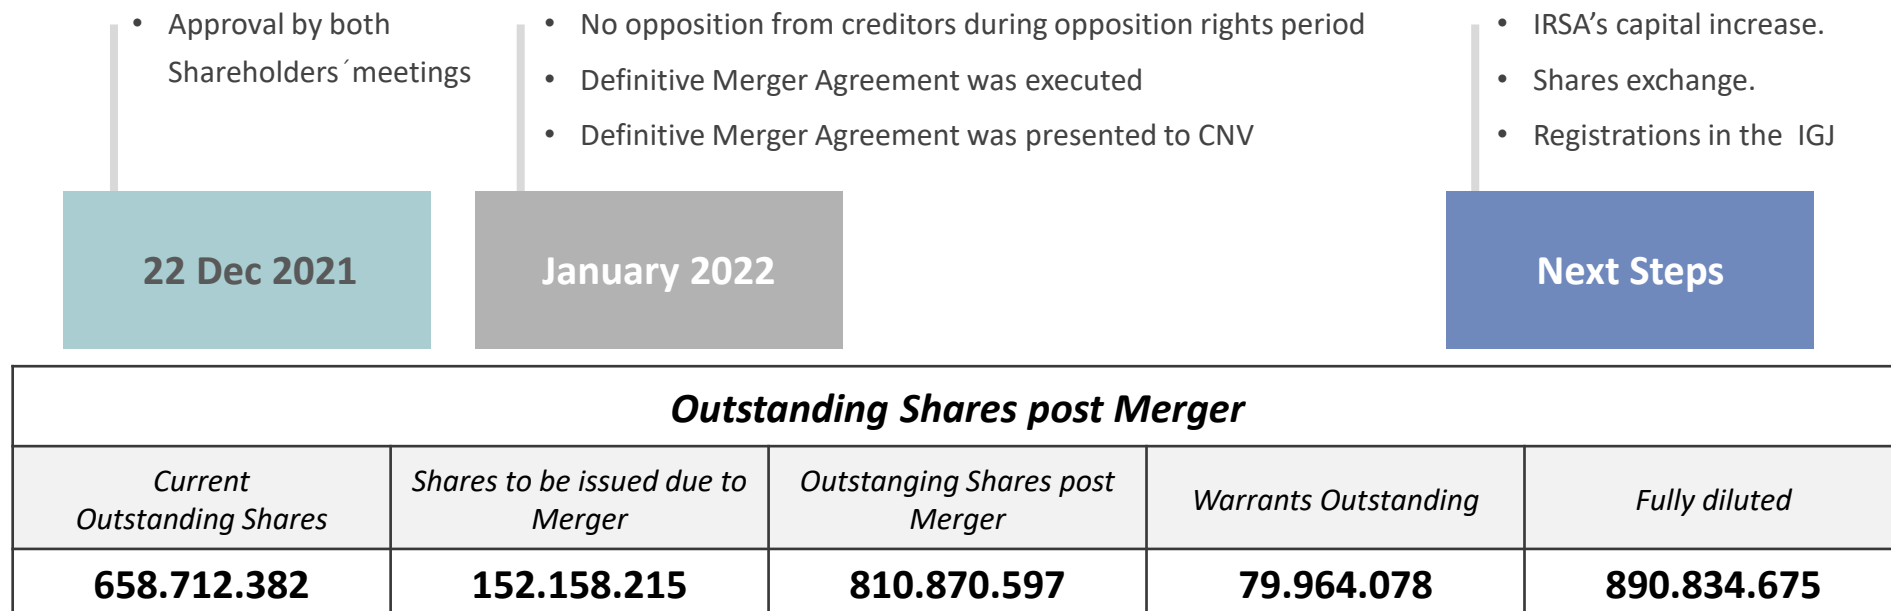 • Approval by both
Shareholders´meetings
• No opposition from creditors during opposition rights period
• Definitive Merger Agreement was executed
• Definitive Merger Agreement was presented to CNV
• IRSA’s capital increase.
• Shares exchange.
• Registrations in the IGJ
22 Dec 2021
January 2022
Next Steps
Outstanding Shares post Merger
Current
Outstanding Shares
Shares to be issued due to
Merger
Outstanging Shares post
Merger
Warrants Outstanding
Fully diluted
658.712.382
152.158.215
810.870.597
79.964.078
890.834.675